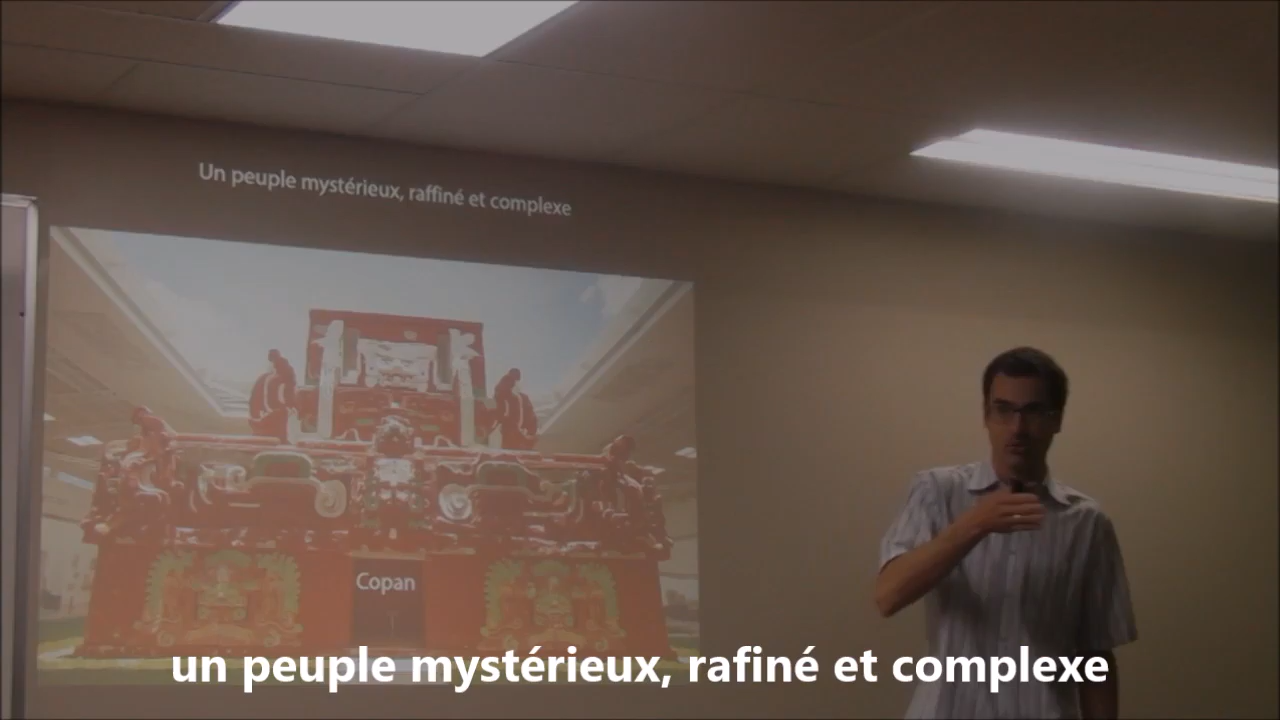 Un peuple mystérieux, raffiné et complexe
Copan
un peuple mystérieux, rafiné et complexe